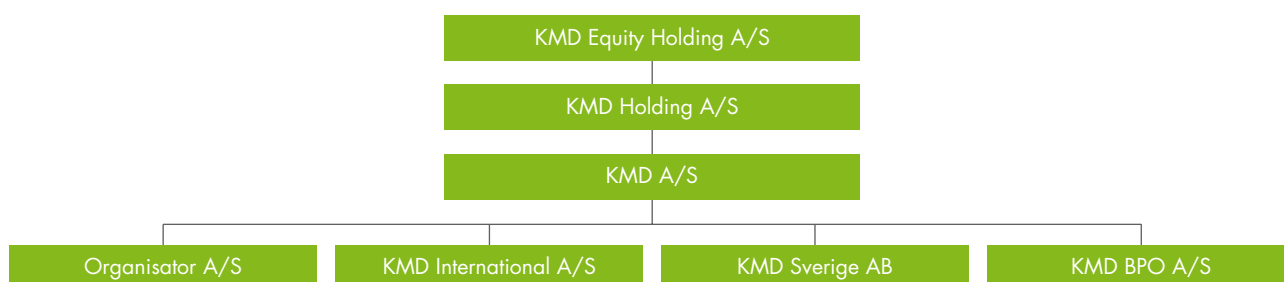 KMD Equity Holding A/S
KMD Holding A/S
KMD A/S
Organisator A/S
KMD International A/S
KMD Sverige AB
KMD BPO A/S